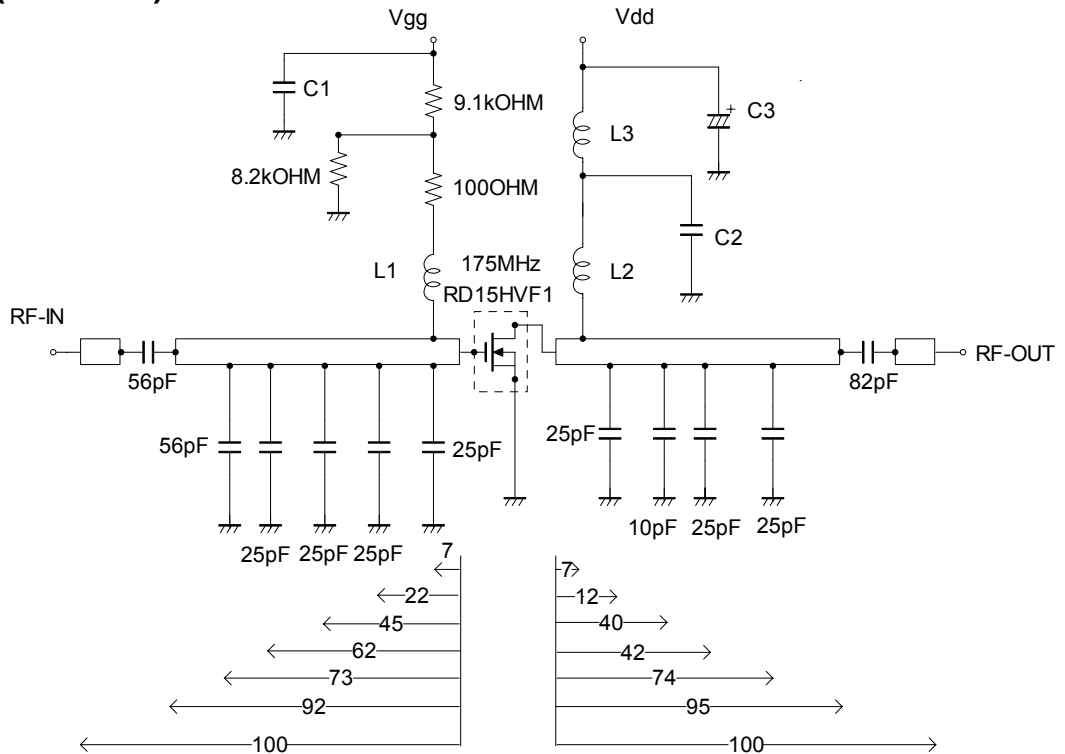 Vgg Vdd
C1
9.1kOHM
C3
+
L3
8.2kOHM
100OHM
C2
L1
175MHz
L2
RD15HVF1
RF-IN
RF-OUT
56pF
82pF
56pF
25pF
25pF
25pF 25pF 25pF
10pF 25pF 25pF
7 7
22 12
45 40
62 42
73 74
92 95
100 100